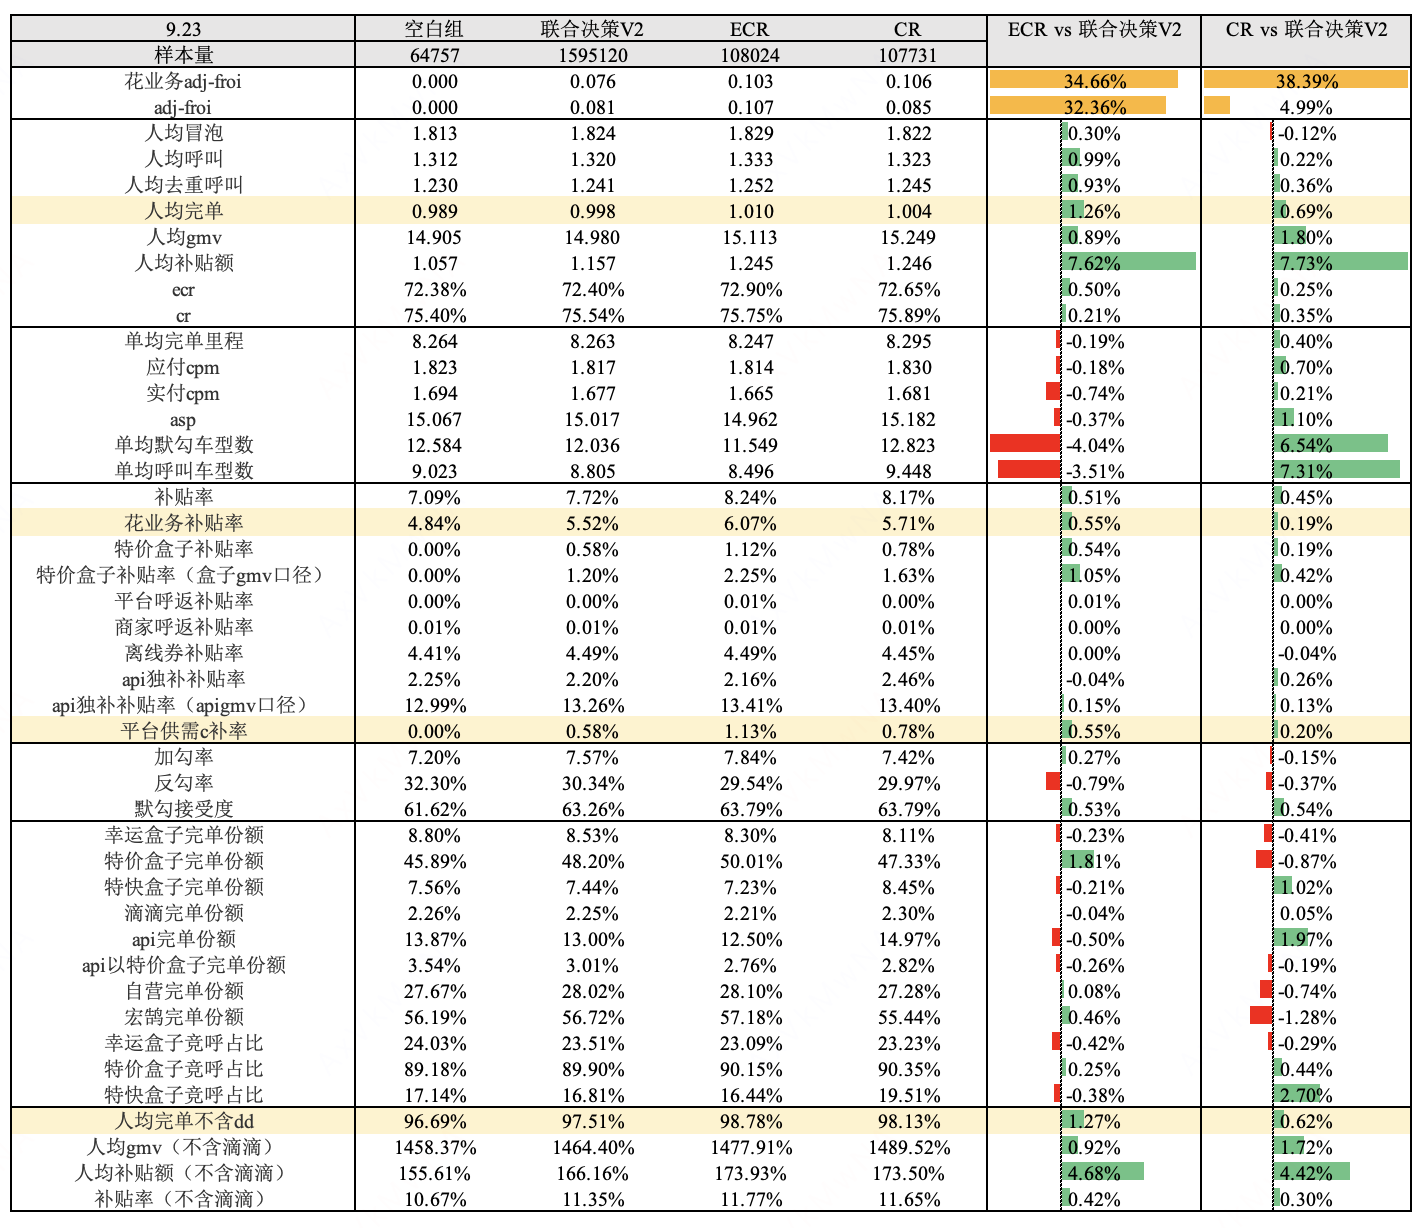 9.23 空白组 联合决策V2 ECR CR ECR vs 联合决策V2 CR vs 联合决策V2
样本量 64757 1595120 108024 107731
花业务adj-froi 0.000 0.076 0.103 0.106 34.66% 38.39%
adj-froi 0.000 0.081 0.107 0.085 32.36% 4.99%
人均冒泡 1.813 1.824 1.829 1.822 0.30% -0.12%
人均呼叫 1.312 1.320 1.333 1.323 0.99% 0.22%
人均去重呼叫 1.230 1.241 1.252 1.245 0.93% 0.36%
人均完单 0.989 0.998 1.010 1.004 1.26% 0.69%
人均gmv 14.905 14.980 15.113 15.249 0.89% 1.80%
人均补贴额 1.057 1.157 1.245 1.246 7.62% 7.73%
ecr 72.38% 72.40% 72.90% 72.65% 0.50% 0.25%
cr 75.40% 75.54% 75.75% 75.89% 0.21% 0.35%
单均完单里程 8.264 8.263 8.247 8.295 -0.19% 0.40%
应付cpm 1.823 1.817 1.814 1.830 -0.18% 0.70%
实付cpm 1.694 1.677 1.665 1.681 -0.74% 0.21%
asp 15.067 15.017 14.962 15.182 -0.37% 1.10%
单均默勾车型数 12.584 12.036 11.549 12.823 -4.04% 6.54%
单均呼叫车型数 9.023 8.805 8.496 9.448 -3.51% 7.31%
补贴率 7.09% 7.72% 8.24% 8.17% 0.51% 0.45%
花业务补贴率 4.84% 5.52% 6.07% 5.71% 0.55% 0.19%
特价盒子补贴率 0.00% 0.58% 1.12% 0.78% 0.54% 0.19%
特价盒子补贴率（盒子gmv口径） 0.00% 1.20% 2.25% 1.63% 1.05% 0.42%
平台呼返补贴率 0.00% 0.00% 0.01% 0.00% 0.01% 0.00%
商家呼返补贴率 0.01% 0.01% 0.01% 0.01% 0.00% 0.00%
离线券补贴率 4.41% 4.49% 4.49% 4.45% 0.00% -0.04%
api独补补贴率 2.25% 2.20% 2.16% 2.46% -0.04% 0.26%
api独补补贴率（apigmv口径） 12.99% 13.26% 13.41% 13.40% 0.15% 0.13%
平台供需c补率 0.00% 0.58% 1.13% 0.78% 0.55% 0.20%
加勾率 7.20% 7.57% 7.84% 7.42% 0.27% -0.15%
反勾率 32.30% 30.34% 29.54% 29.97% -0.79% -0.37%
默勾接受度 61.62% 63.26% 63.79% 63.79% 0.53% 0.54%
幸运盒子完单份额 8.80% 8.53% 8.30% 8.11% -0.23% -0.41%
特价盒子完单份额 45.89% 48.20% 50.01% 47.33% 1.81% -0.87%
特快盒子完单份额 7.56% 7.44% 7.23% 8.45% -0.21% 1.02%
滴滴完单份额 2.26% 2.25% 2.21% 2.30% -0.04% 0.05%
api完单份额 13.87% 13.00% 12.50% 14.97% -0.50% 1.97%
api以特价盒子完单份额 3.54% 3.01% 2.76% 2.82% -0.26% -0.19%
自营完单份额 27.67% 28.02% 28.10% 27.28% 0.08% -0.74%
宏鹄完单份额 56.19% 56.72% 57.18% 55.44% 0.46% -1.28%
幸运盒子竞呼占比 24.03% 23.51% 23.09% 23.23% -0.42% -0.29%
特价盒子竞呼占比 89.18% 89.90% 90.15% 90.35% 0.25% 0.44%
特快盒子竞呼占比 17.14% 16.81% 16.44% 19.51% -0.38% 2.70%
人均完单不含dd 96.69% 97.51% 98.78% 98.13% 1.27% 0.62%
人均gmv（不含滴滴） 1458.37% 1464.40% 1477.91% 1489.52% 0.92% 1.72%
人均补贴额（不含滴滴） 155.61% 166.16% 173.93% 173.50% 4.68% 4.42%
补贴率（不含滴滴） 10.67% 11.35% 11.77% 11.65% 0.42% 0.30%